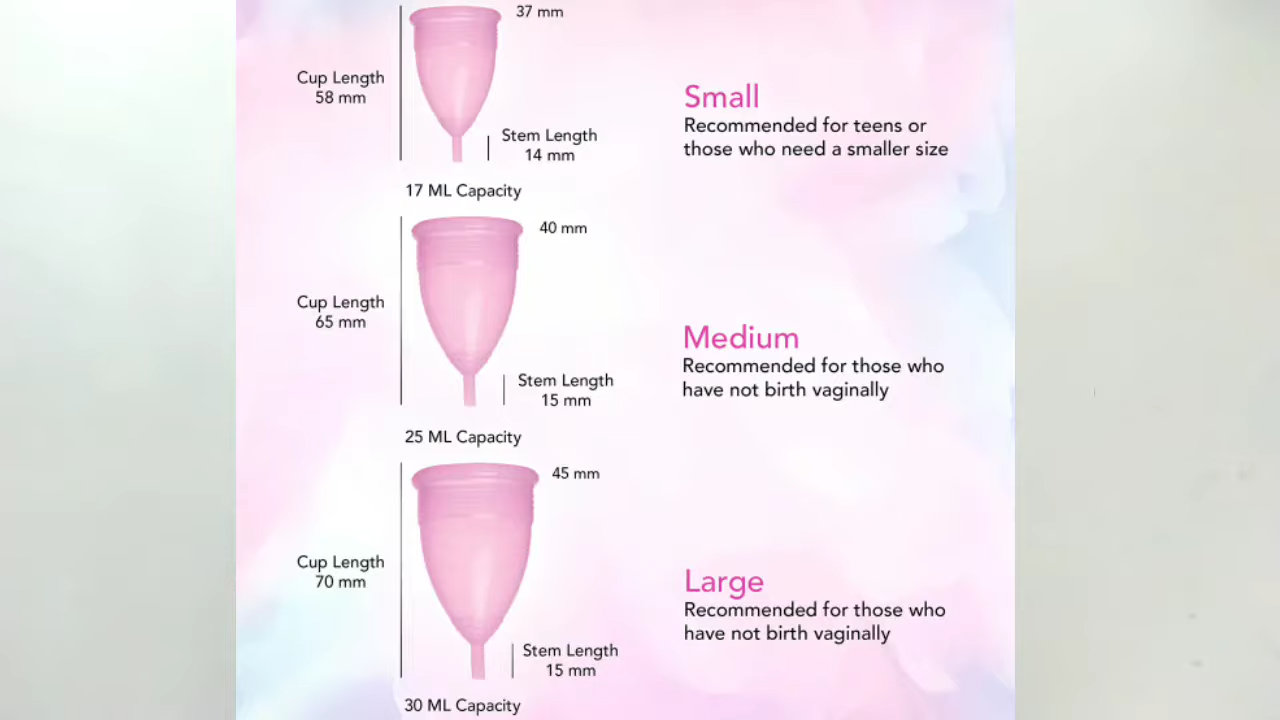 37 mm
Cup Length
58 mm
Stem Length
14 mm
17 ML Capacity
Small
Recommended for teens or
those who need a smaller size
40 mm
Cup Length
65 mm
Stem Length
15 mm
25 ML Capacity
Medium
Recommended for those who
have not birth vaginally
45 mm
Cup Length
70 mm
Stem Length
15 mm
30 ML Capacity
Large
Recommended for those who
have not birth vaginally